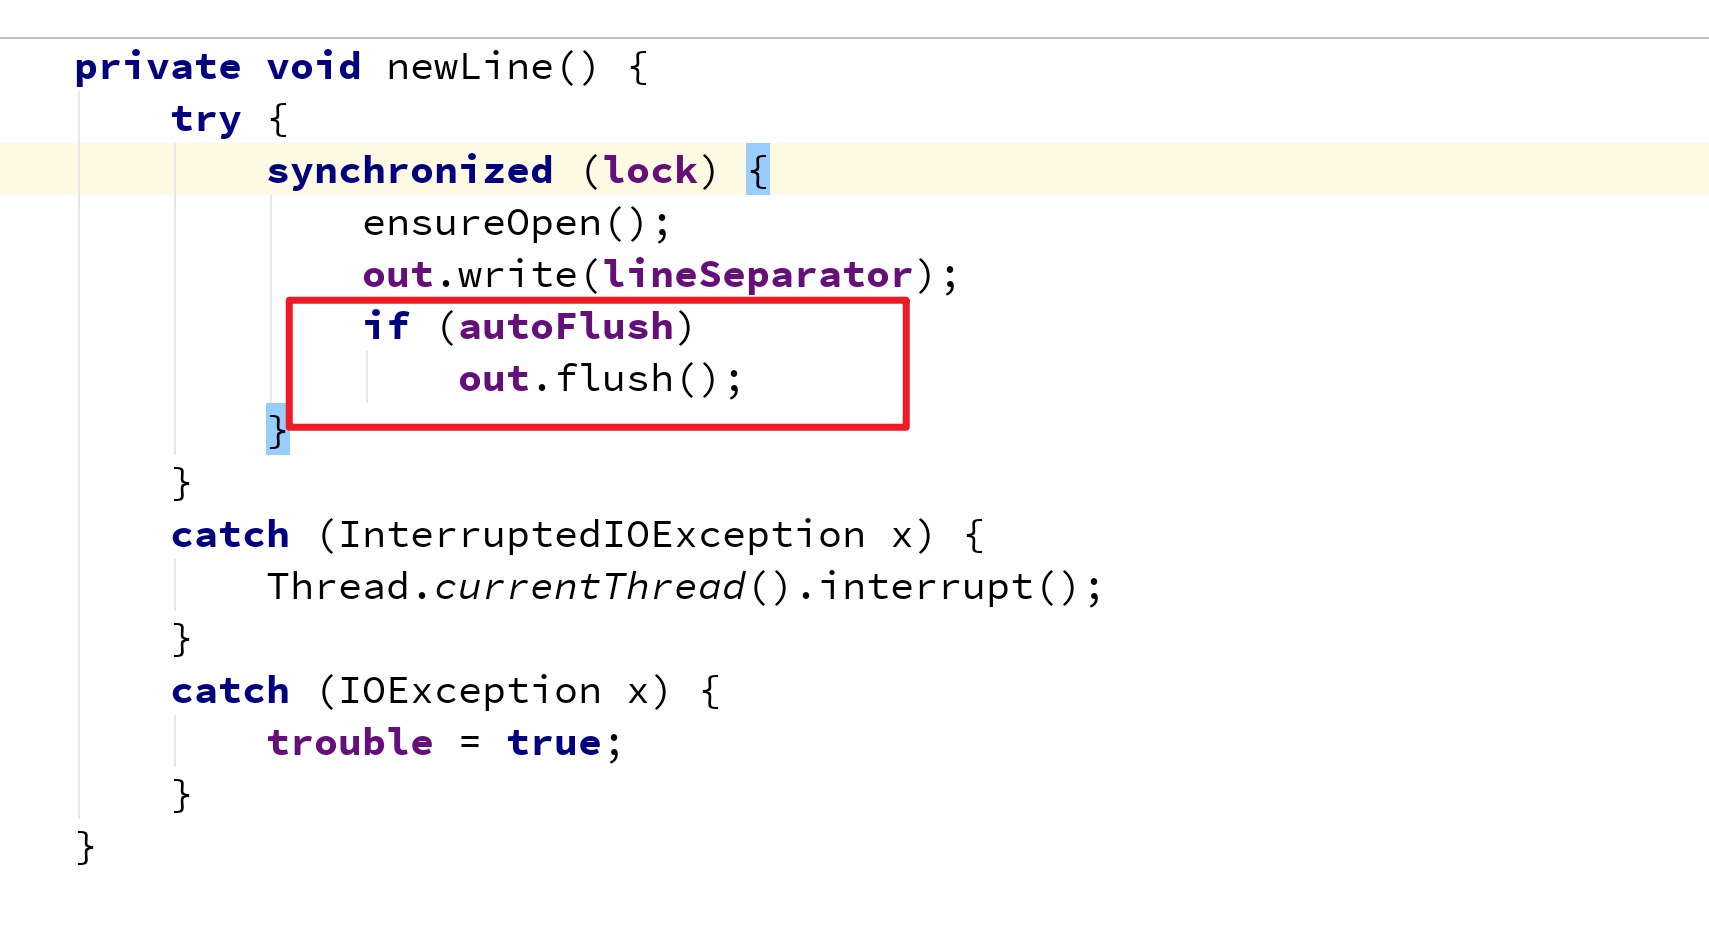 private void newLine() {
    try {
        synchronized (lock) {
            ensureOpen();
            out.write(lineSeparator);
            if (autoFlush)
                out.flush();
        }
    }
    catch (InterruptedIOException x) {
        Thread.currentThread().interrupt();
    }
    catch (IOException x) {
        trouble = true;
    }
}